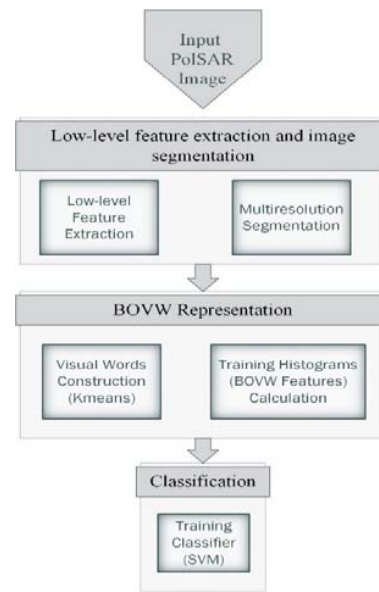 Input
PolSAR
Image
Low-level feature extraction and image
segmentation
Low-level
Feature
Extraction
Multiresolution
Segmentation
BOVW Representation
Visual Words
Construction
(Kmeans)
Training Histograms
(BOVW Features)
Calculation
Classification
Training
Classifier
(SVM)